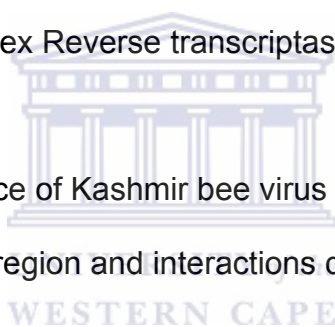 ex Reverse transcriptas
ce of Kashmir bee virus
region and interactions
WESTERN CAPE